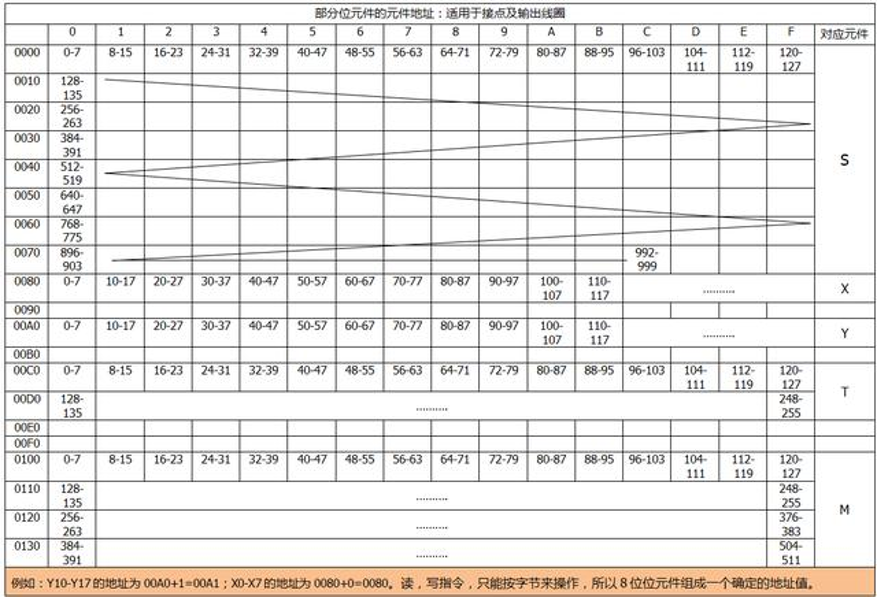 部分位元件的元件地址：适用于接点及输出线圈
0 1 2 3 4 5 6 7 8 9 A B C D E F 对应元件
0000 0-7 8-15 16-23 24-31 32-39 40-47 48-55 56-63 64-71 72-79 80-87 88-95 96-103 104-111 112-119 120-127
0010 128-135
0020 256-263
0030 384-391
S
0040 512-519
0050 640-647
0060 768-775
0070 896-903 992-999
0080 0-7 10-17 20-27 30-37 40-47 50-57 60-67 70-77 80-87 90-97 100-107 110-117 .......... X
0090
00A0 0-7 10-17 20-27 30-37 40-47 50-57 60-67 70-77 80-87 90-97 100-107 110-117 .......... Y
00B0
00C0 0-7 8-15 16-23 24-31 32-39 40-47 48-55 56-63 64-71 72-79 80-87 88-95 96-103 104-111 112-119 120-127
T
00D0 128-135 .......... 248-255
00E0
00F0
0100 0-7 8-15 16-23 24-31 32-39 40-47 48-55 56-63 64-71 72-79 80-87 88-95 96-103 104-111 112-119 120-127
0110 128-135 .......... 248-255
M
0120 256-263 .......... 376-383
0130 384-391 .......... 504-511
例如：Y10-Y17的地址为 00A0+1=00A1；X0-X7的地址为 0080+0=0080。读，写指令，只能按字节来操作，所以 8 位位元件组成一个确定的地址值。